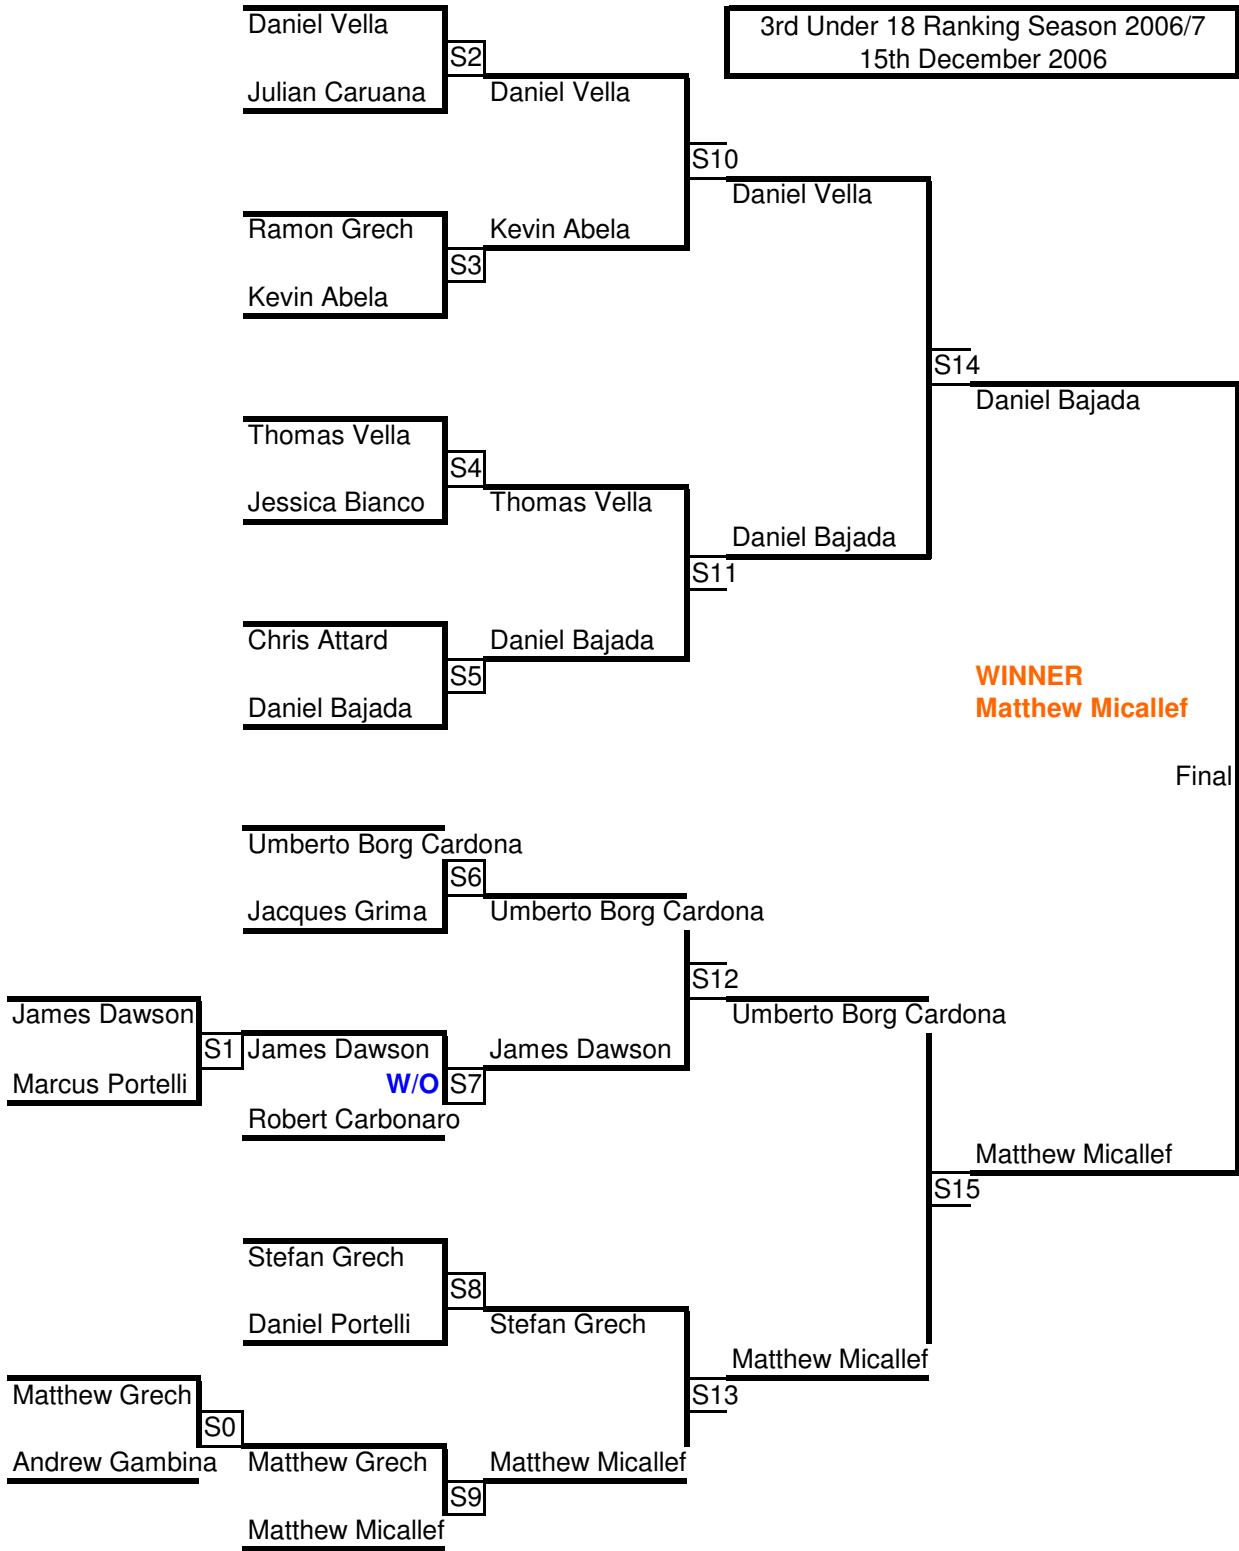 Daniel Vella
3rd Under 18 Ranking Season 2006/7
15th December 2006
S2
Julian Caruana
Daniel Vella
S10
Daniel Vella
Ramon Grech
Kevin Abela
S3
Kevin Abela
S14
Daniel Bajada
Thomas Vella
S4
Jessica Bianco
Thomas Vella
Daniel Bajada
S11
Chris Attard
Daniel Bajada
S5
Daniel Bajada
WINNER
Matthew Micallef
Final
Umberto Borg Cardona
S6
Jacques Grima
Umberto Borg Cardona
S12
James Dawson
Umberto Borg Cardona
S1
James Dawson
James Dawson
Marcus Portelli
W/O
S7
Robert Carbonaro
Matthew Micallef
S15
Stefan Grech
S8
Daniel Portelli
Stefan Grech
Matthew Micallef
Matthew Grech
S13
S0
Andrew Gambina
Matthew Grech
Matthew Micallef
S9
Matthew Micallef